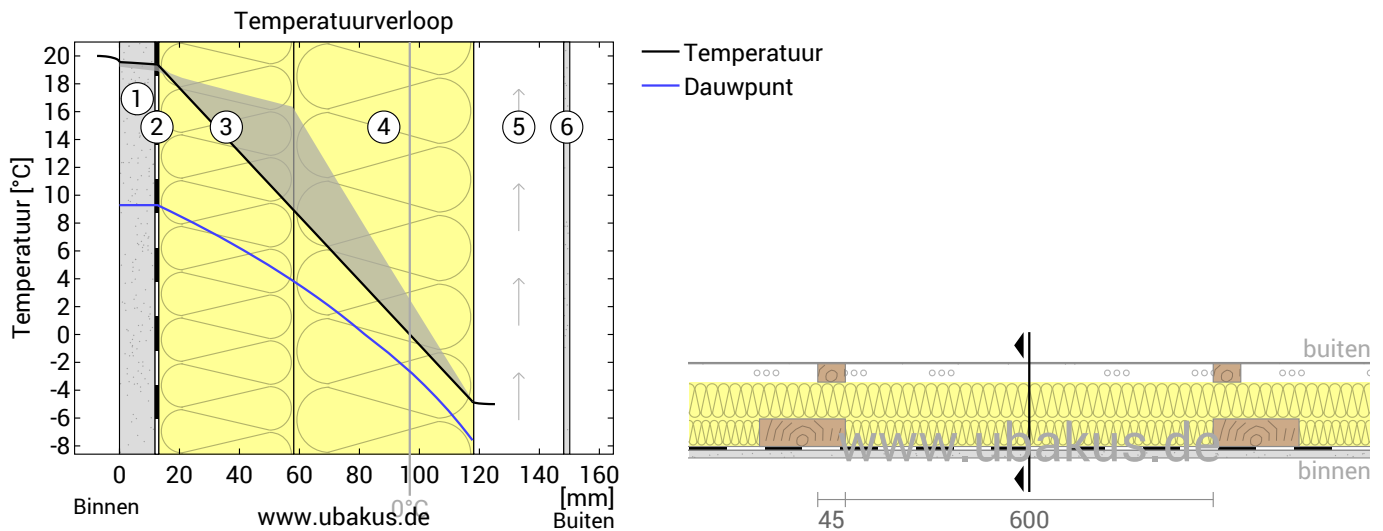 Temperatuurverloop
20
18
16
14
12
10
8
6
4
2
0
-2
-4
-6
-8
Temperatuur [°C]
① ② ③ ④ ⑤ ⑥
0 20 40 60 80 100 120 140 160
[mm]
0°C
Binnen
www.ubakus.de
Buiten
Temperatuur
Dauwpunt
buiten
www.ubakus.de
binnen
45 600